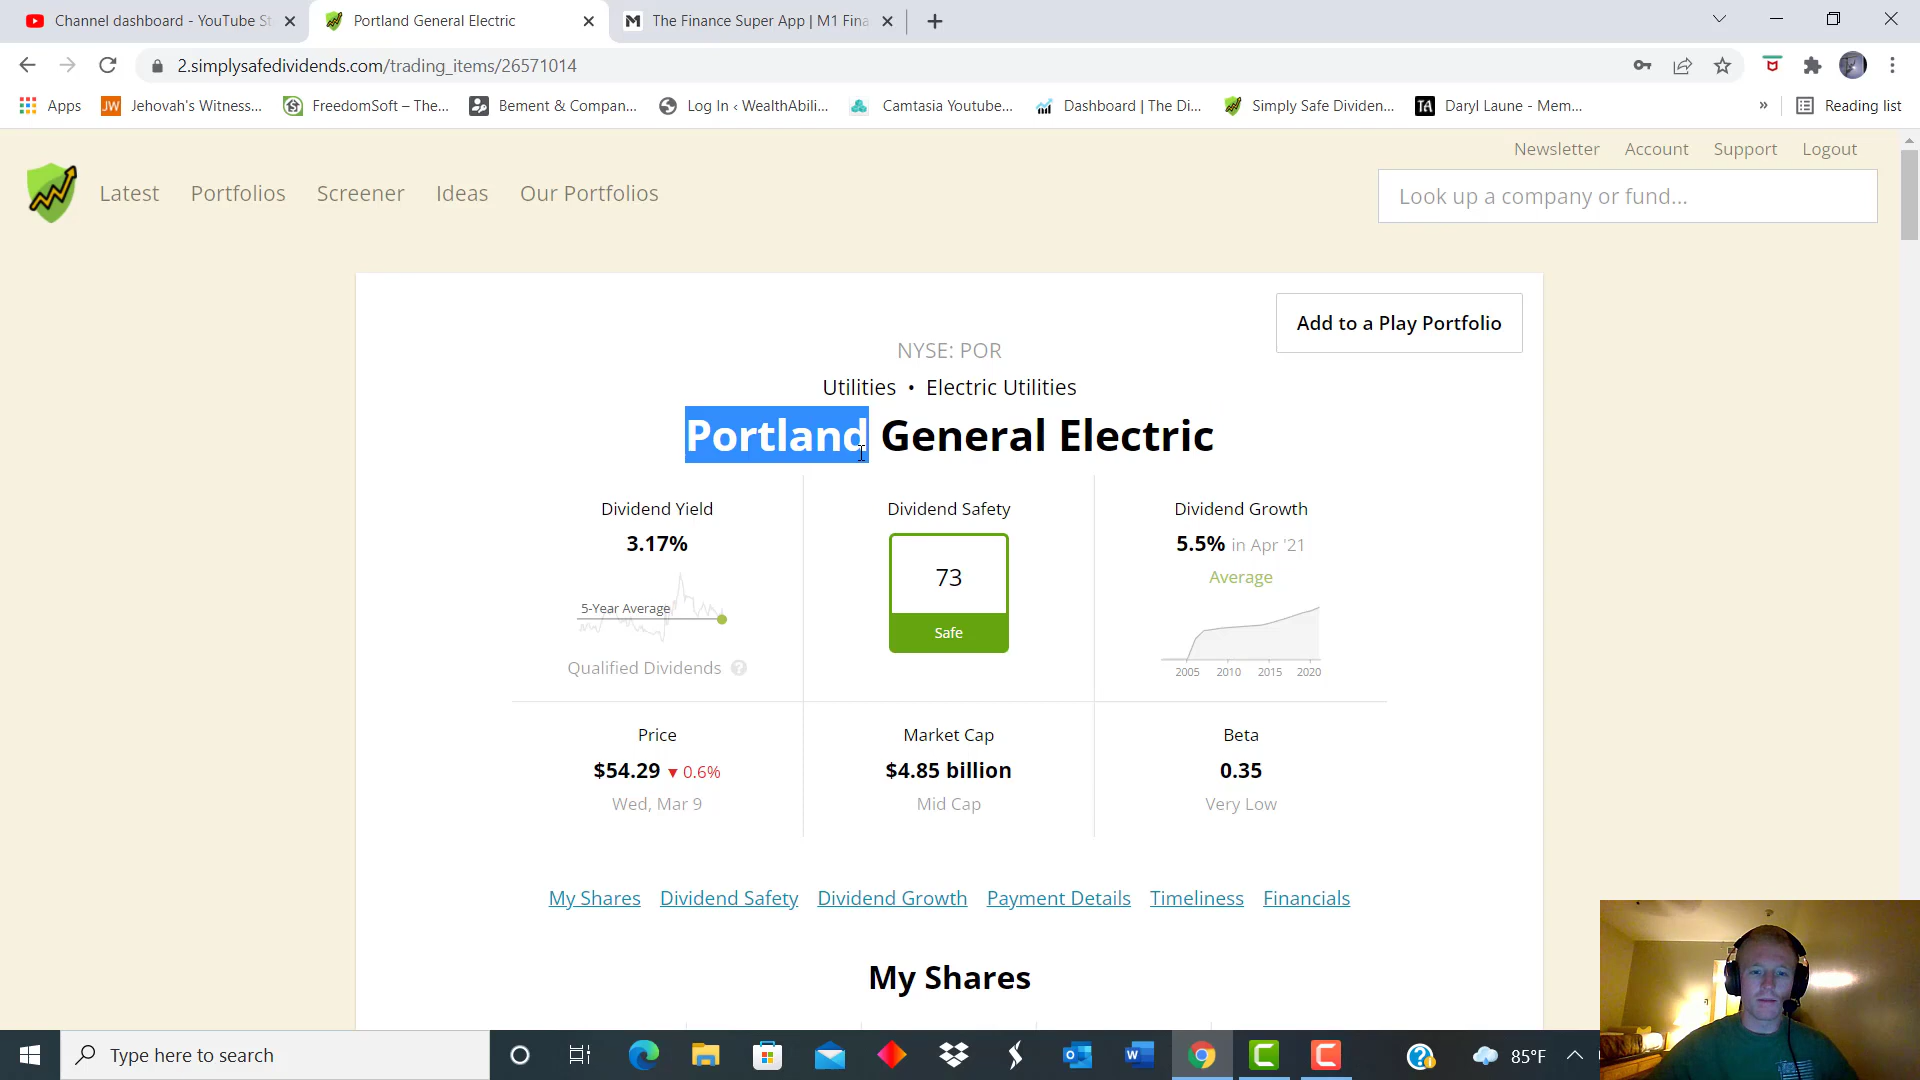 Channel dashboard - YouTube St
Portland General Electric
The Finance Super App | M1 Fina
2.simplysafedividends.com/trading_items/26571014
Apps
JW Jehovah's Witness...
FreedomSoft – The...
Bement & Compan...
Log In ‹ WealthAbili...
Camtasia Youtube...
Dashboard | The Di...
Simply Safe Dividen...
TA Daryl Laune - Mem...
»
Reading list
Newsletter Account Support Logout
Latest Portfolios Screener Ideas Our Portfolios
Look up a company or fund...
Add to a Play Portfolio
NYSE: POR
Utilities • Electric Utilities
Portland General Electric
Dividend Yield
3.17%
5-Year Average
Qualified Dividends ?
Dividend Safety
73
Safe
Dividend Growth
5.5% in Apr '21
Average
2005 2010 2015 2020
Price
$54.29 ▼ 0.6%
Wed, Mar 9
Market Cap
$4.85 billion
Mid Cap
Beta
0.35
Very Low
My Shares Dividend Safety Dividend Growth Payment Details Timeliness Financials
My Shares
Type here to search
85°F